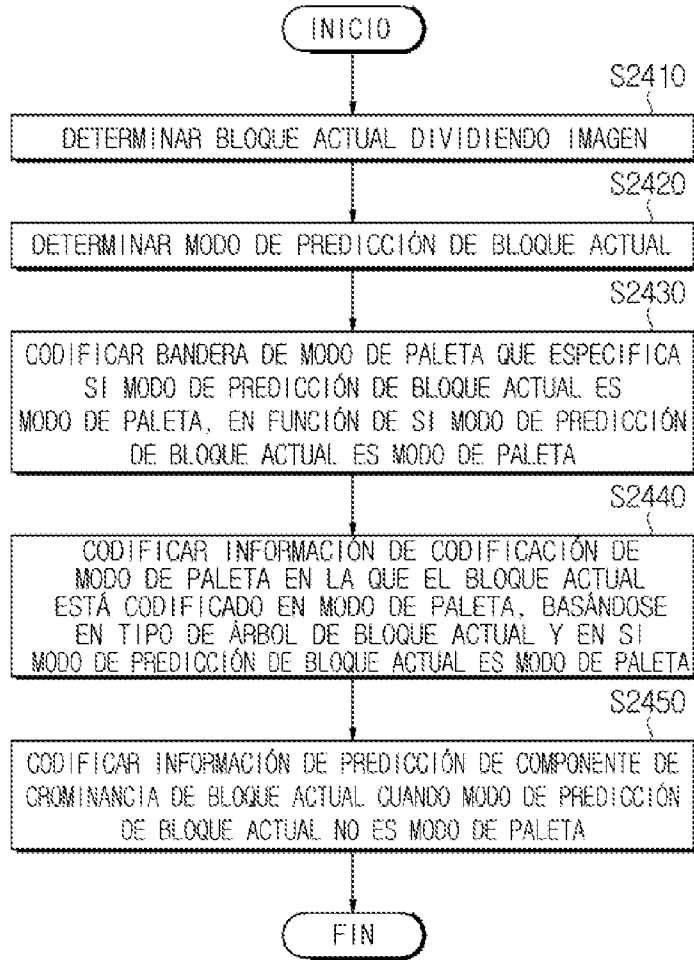 INICIO
S2410
DETERMINAR BLOQUE ACTUAL DIVIDIENDO IMAGEN
S2420
DETERMINAR MODO DE PREDICCIÓN DE BLOQUE ACTUAL
S2430
CODIFICAR BANDERA DE MODO DE PALETA QUE ESPECIFICA
SI MODO DE PREDICCIÓN DE BLOQUE ACTUAL ES
MODO DE PALETA, EN FUNCIÓN DE SI MODO DE PREDICCIÓN
DE BLOQUE ACTUAL ES MODO DE PALETA
S2440
CODIFICAR INFORMACIÓN DE CODIFICACIÓN DE
MODO DE PALETA EN LA QUE EL BLOQUE ACTUAL
ESTÁ CODIFICADO EN MODO DE PALETA, BASÁNDOSE
EN TIPO DE ÁRBOL DE BLOQUE ACTUAL Y EN SI
MODO DE PREDICCIÓN DE BLOQUE ACTUAL ES MODO DE PALETA
S2450
CODIFICAR INFORMACIÓN DE PREDICCIÓN DE COMPONENTE DE
CROMINANCIA DE BLOQUE ACTUAL CUANDO MODO DE PREDICCIÓN
DE BLOQUE ACTUAL NO ES MODO DE PALETA
FIN